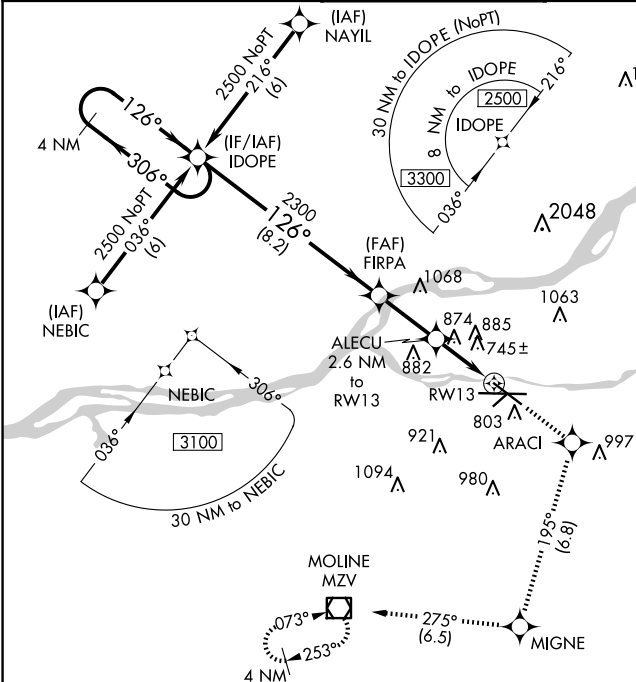 (IAF)
NAYIL
2500 NoPT
216°
(6)
30 NM to IDOPE (NoPT)
8 NM to IDOPE
2500
216°
IDOPE
3300
036°
126°
4 NM
306°
(IF/IAF)
IDOPE
2500 NoPT
036°
(6)
(IAF)
NEBIC
2300
126°
(8.2)
2048
(FAF)
FIRPA
1068
1063
ALECU
2.6 NM
to
RW13
874
885
745±
882
RW13
803
NEBIC
306°
036°
3100
30 NM to NEBIC
921
ARACI
997
1094
980
195°
(6.8)
MOLINE
MZV
073°
253°
4 NM
275°
(6.5)
MIGNE